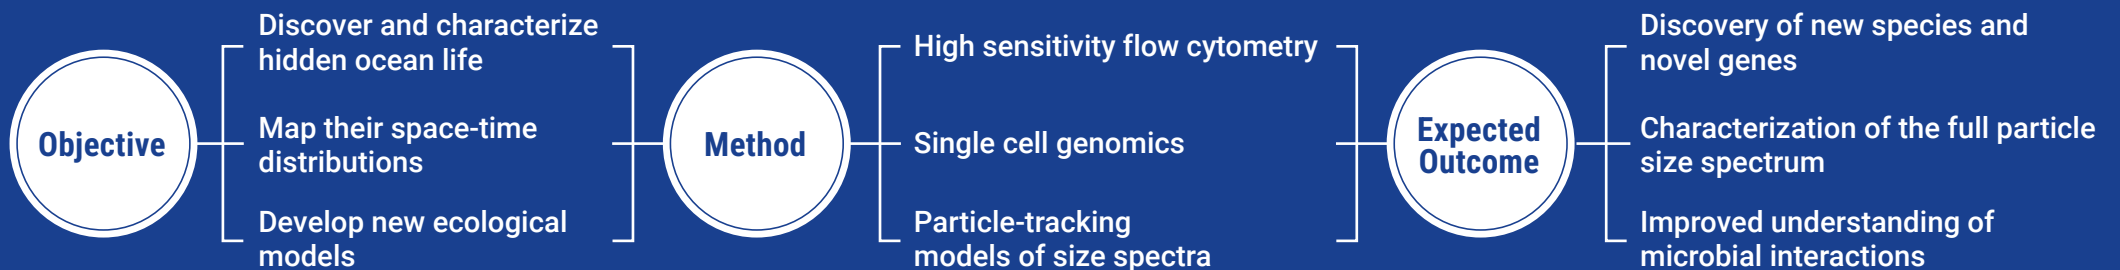 Objective
Discover and characterize
hidden ocean life
Map their space-time
distributions
Develop new ecological
models
Method
High sensitivity flow cytometry
Single cell genomics
Particle-tracking
models of size spectra
Expected
Outcome
Discovery of new species and
novel genes
Characterization of the full particle
size spectrum
Improved understanding of
microbial interactions